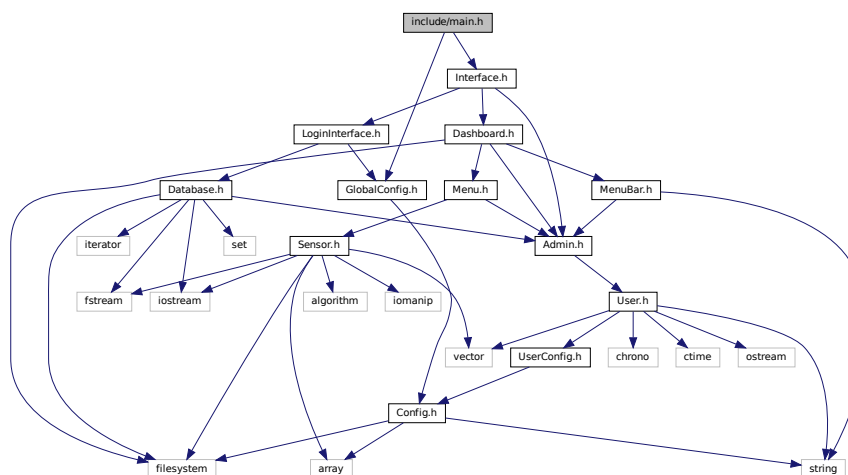 include/main.h
Interface.h
LoginInterface.h
Dashboard.h
Database.h
GlobalConfig.h
Menu.h
MenuBar.h
iterator
set
Sensor.h
Admin.h
fstream
iostream
algorithm
iomanip
User.h
vector
UserConfig.h
chrono
ctime
ostream
Config.h
filesystem
array
string